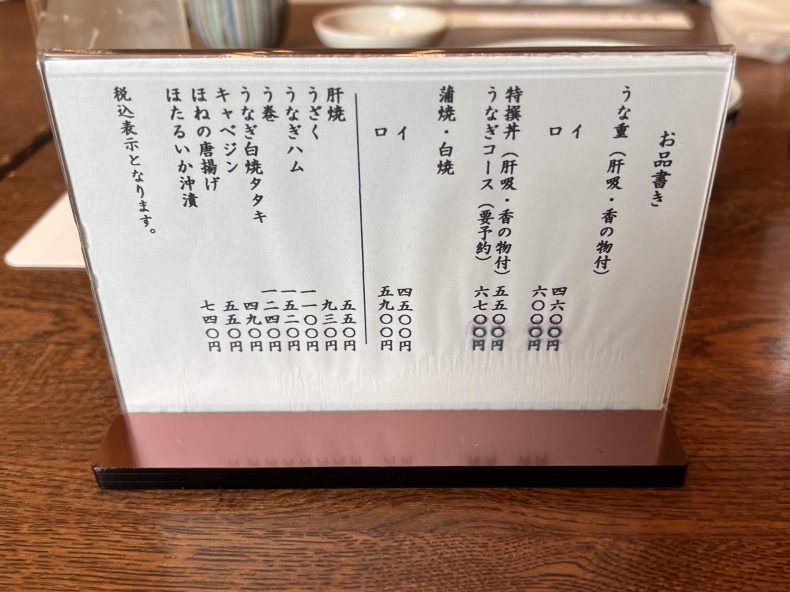 お品書き
うな重（肝吸・香の物付）
イ 四六〇〇円
ロ 六〇〇〇円
特撰丼（肝吸・香の物付） 五五〇〇円
うなぎコース（要予約） 六七〇〇円
蒲焼・白焼
イ 四五〇〇円
ロ 五九〇〇円
肝焼 五五〇円
うざく 九三〇円
うなぎハム 一一〇〇円
う巻 一五二〇円
うなぎ白焼タタキ 一二四〇円
キャベジン 四九〇円
ほねの唐揚げ 五五〇円
ほたるいか沖漬 七四〇円
税込表示となります。